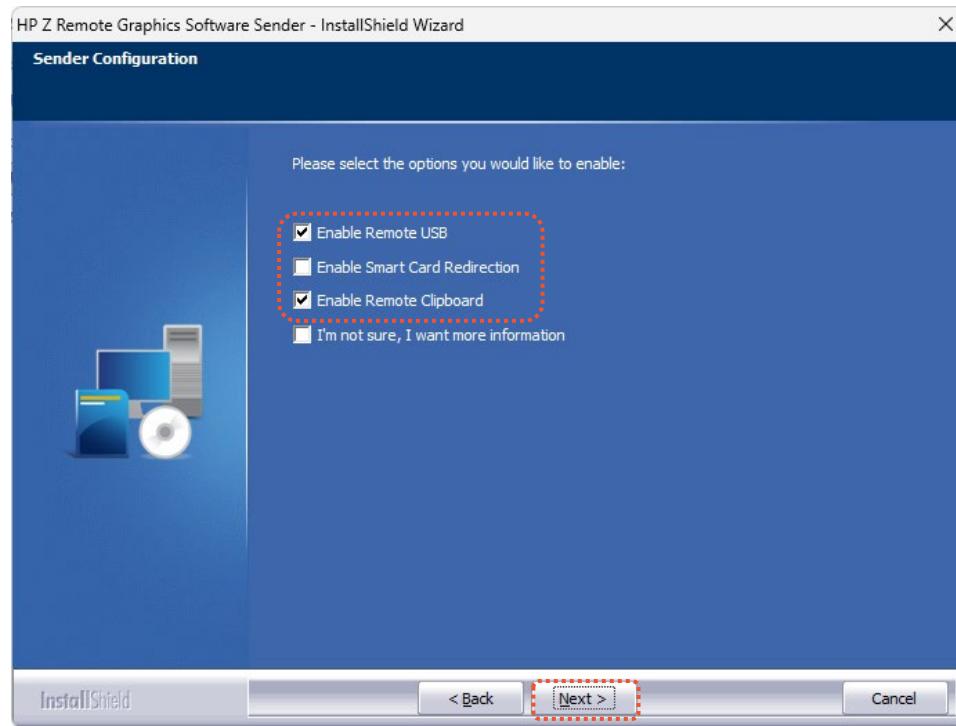 HP Z Remote Graphics Software Sender - InstallShield Wizard
Sender Configuration
Please select the options you would like to enable:
Enable Remote USB
Enable Smart Card Redirection
Enable Remote Clipboard
I'm not sure, I want more information
InstallShield
< Back
Next >
Cancel